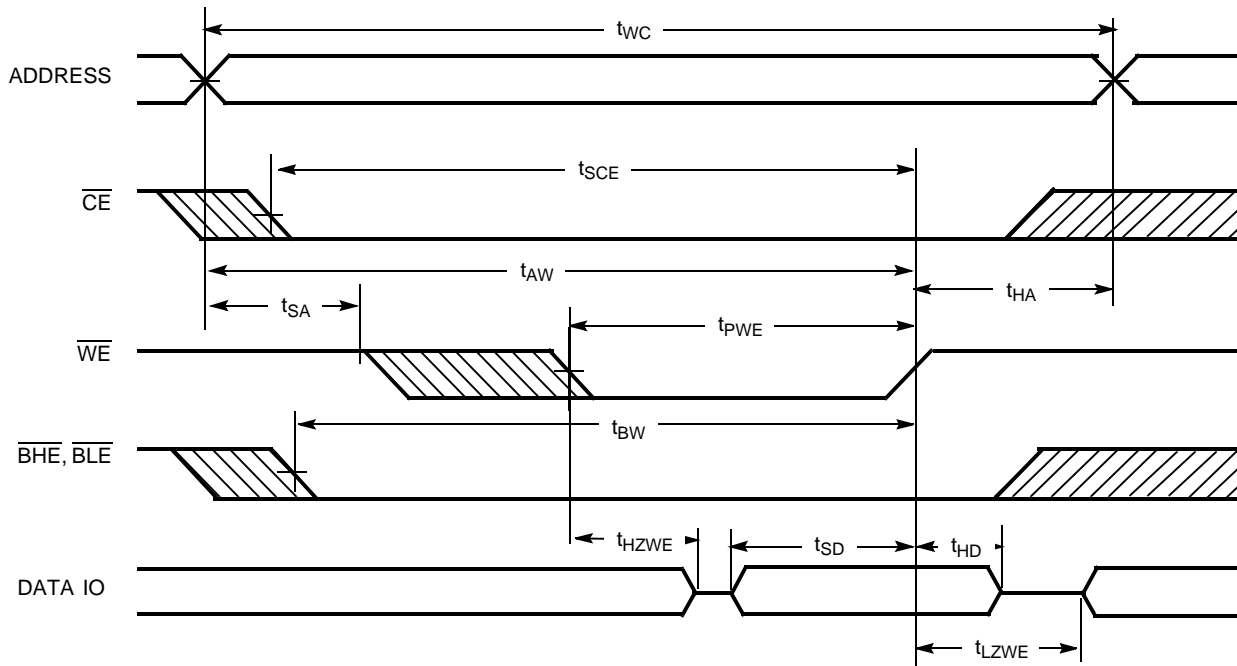 tWC
ADDRESS
tSCE
CE
tAW
tSA
tHA
tPWE
WE
tBW
BHE, BLE
tHZWE
tSD
tHD
DATA IO
tLZWE